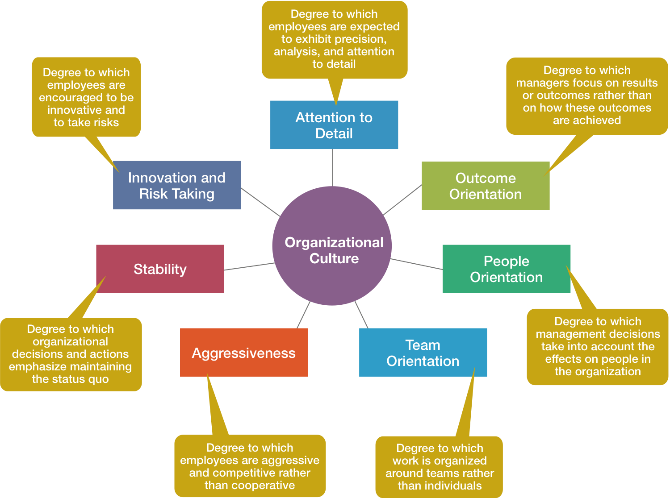 Degree to which
employees are expected
to exhibit precision,
analysis, and attention
to detail
Attention to
Detail
Degree to which
managers focus on results
or outcomes rather than
on how these outcomes
are achieved
Outcome
Orientation
People
Orientation
Degree to which
management decisions
take into account the
effects on people in
the organization
Team
Orientation
Degree to which
work is organized
around teams rather
than individuals
Aggressiveness
Degree to which
employees are aggressive
and competitive rather
than cooperative
Stability
Degree to which
organizational
decisions and actions
emphasize maintaining
the status quo
Innovation and
Risk Taking
Degree to which
employees are
encouraged to be
innovative and
to take risks
Organizational
Culture